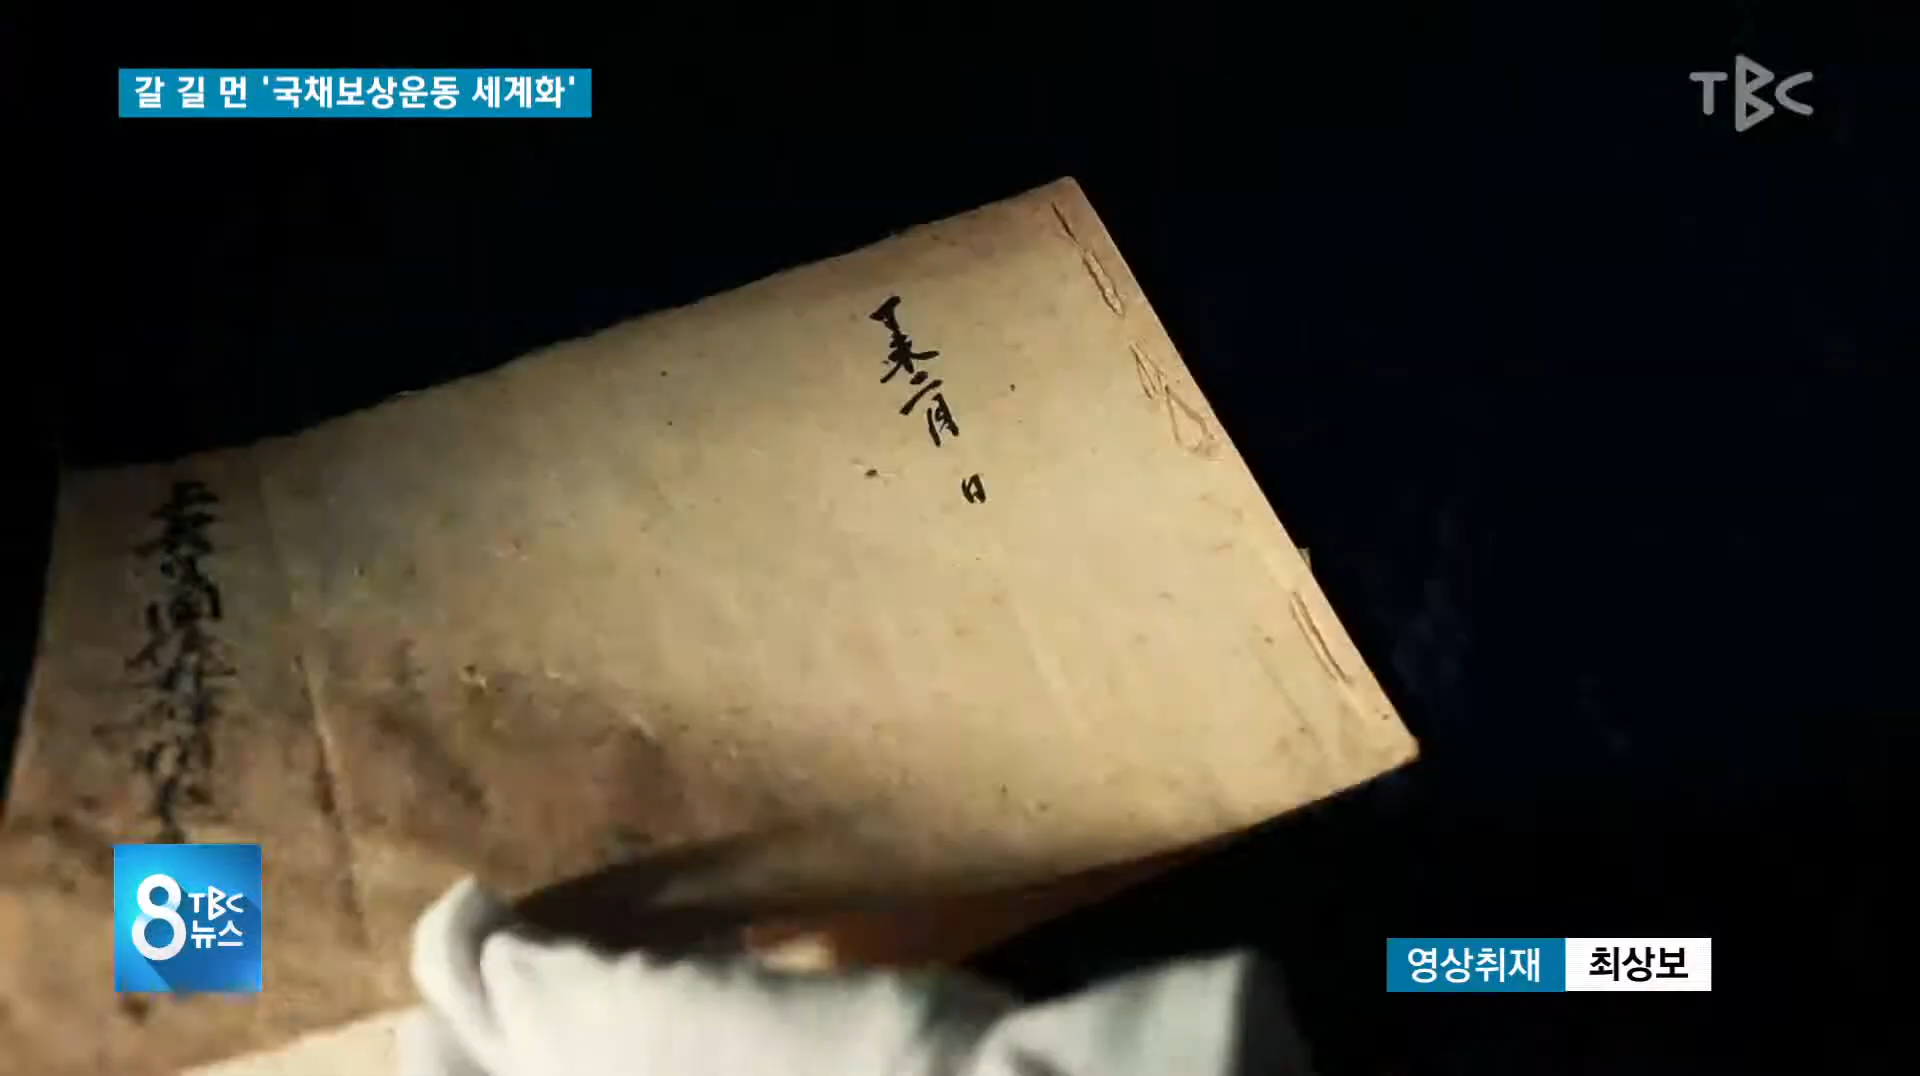 갈 길 먼 '국채보상운동 세계화'
TBC
丁未二月
日
8 TBC
뉴스
영상취재 최상보